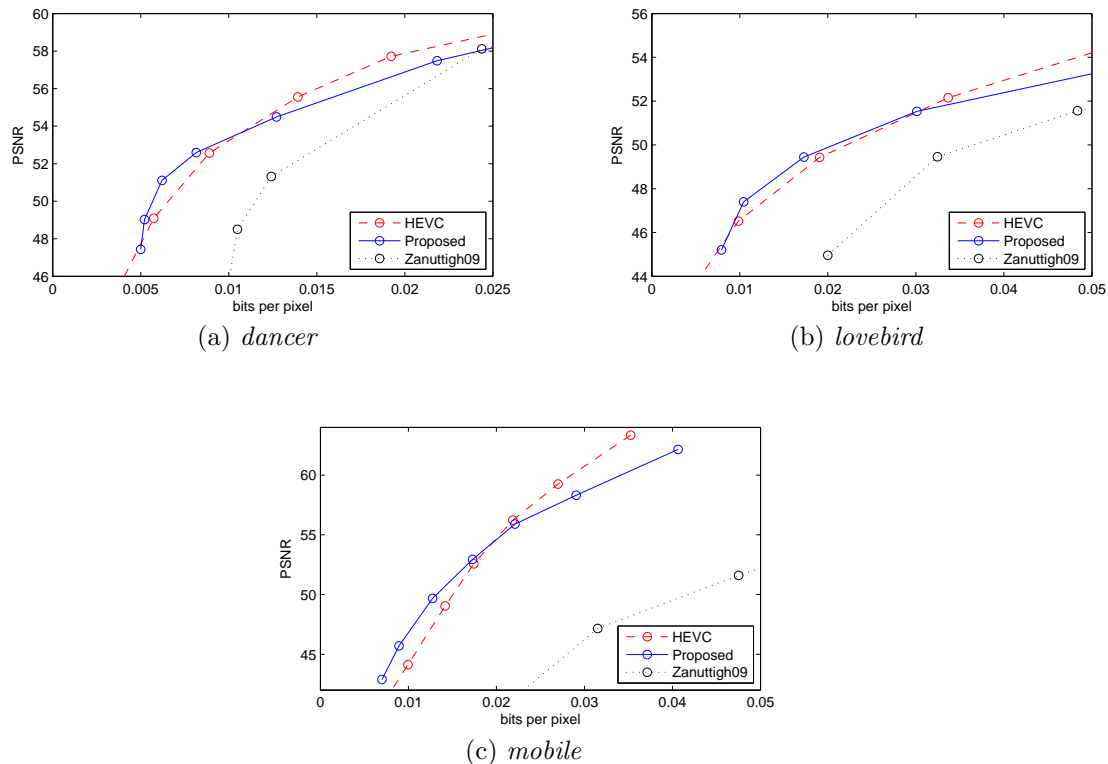 60
58
56
54
52
50
48
46
PSNR
0
0.005
0.01
0.015
0.02
0.025
bits per pixel
HEVC
Proposed
Zanuttigh09
(a) dancer
56
54
52
50
48
46
44
PSNR
0
0.01
0.02
0.03
0.04
0.05
bits per pixel
HEVC
Proposed
Zanuttigh09
(b) lovebird
60
55
50
45
PSNR
0
0.01
0.02
0.03
0.04
0.05
bits per pixel
HEVC
Proposed
Zanuttigh09
(c) mobile